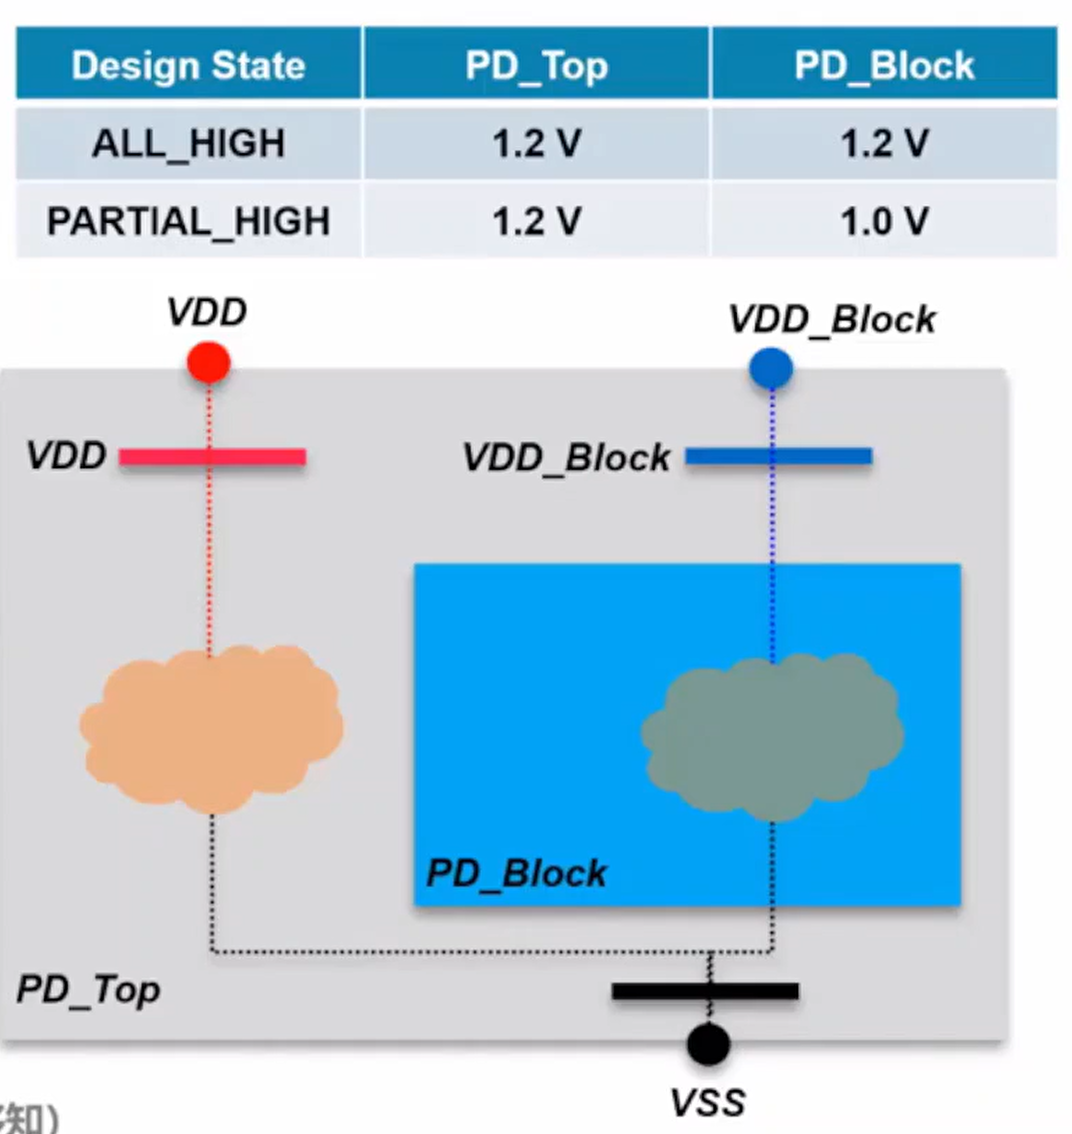 Design State PD_Top PD_Block
ALL_HIGH 1.2 V 1.2 V
PARTIAL_HIGH 1.2 V 1.0 V
VDD VDD_Block
VDD VDD_Block
PD_Block
PD_Top
VSS
知）